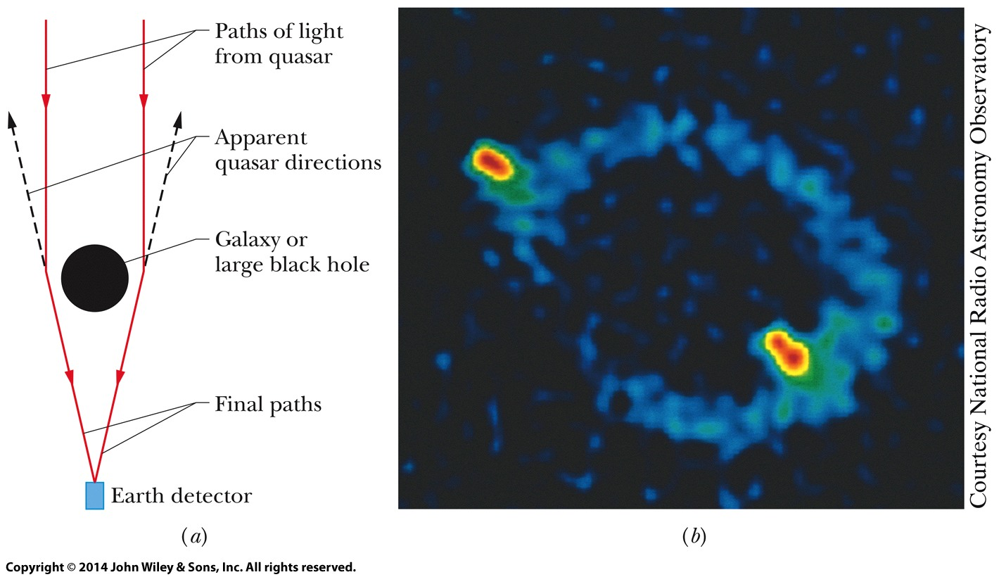 Paths of light
from quasar
Apparent
quasar directions
Galaxy or
large black hole
Final paths
Earth detector
(a)
(b)
Courtesy National Radio Astronomy Observatory
Copyright © 2014 John Wiley & Sons, Inc. All rights reserved.